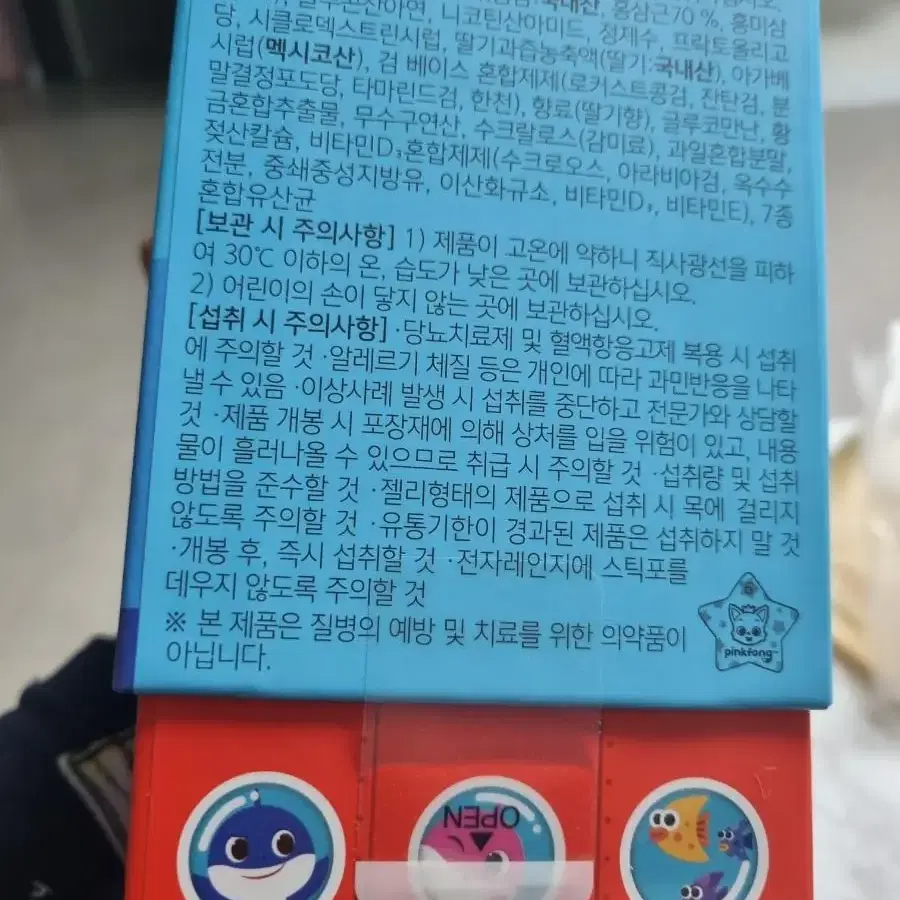 국내산, 홍삼근70 %, 홍미삼
당, 글루코산아연, 니코틴산아미드, 정제수, 프락토올리고
당, 시클로덱스트린시럽, 딸기과즙농축액(딸기:국내산), 아가베
시럽(멕시코산), 검 베이스 혼합제제(로커스트콩검, 잔탄검, 분
말결정포도당, 타마린드검, 한천), 향료(딸기향), 글루코만난, 황
금혼합추출물, 무수구연산, 수크랄로스(감미료), 과일혼합분말,
젖산칼슘, 비타민D₃혼합제제(수크로오스, 아라비아검, 옥수수
전분, 중쇄중성지방유, 이산화규소, 비타민D₃, 비타민E), 7종
혼합유산균
[보관 시 주의사항] 1) 제품이 고온에 약하니 직사광선을 피하
여 30℃ 이하의 온, 습도가 낮은 곳에 보관하십시오.
2) 어린이의 손이 닿지 않는 곳에 보관하십시오.
[섭취 시 주의사항] ·당뇨치료제 및 혈액항응고제 복용 시 섭취
에 주의할 것 ·알레르기 체질 등은 개인에 따라 과민반응을 나타
낼 수 있음 ·이상사례 발생 시 섭취를 중단하고 전문가와 상담할
것 ·제품 개봉 시 포장재에 의해 상처를 입을 위험이 있고, 내용
물이 흘러나올 수 있으므로 취급 시 주의할 것 ·섭취량 및 섭취
방법을 준수할 것 ·젤리형태의 제품으로 섭취 시 목에 걸리지
않도록 주의할 것 ·유통기한이 경과된 제품은 섭취하지 말 것
·개봉 후, 즉시 섭취할 것 ·전자레인지에 스틱포를
데우지 않도록 주의할 것
※ 본 제품은 질병의 예방 및 치료를 위한 의약품이
아닙니다.
pinkfong™
OPEN